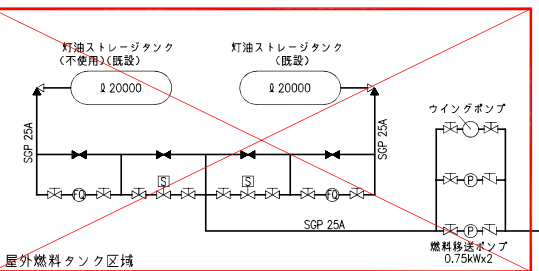 灯油ストレージタンク
(不使用)(既設)
灯油ストレージタンク
(既設)
ℓ 20000
ℓ 20000
ウイングポンプ
SGP 25A
SGP 25A
S
S
P
FQ
FQ
SGP 25A
P
燃料移送ポンプ
0.75kWx2
屋外燃料タンク区域